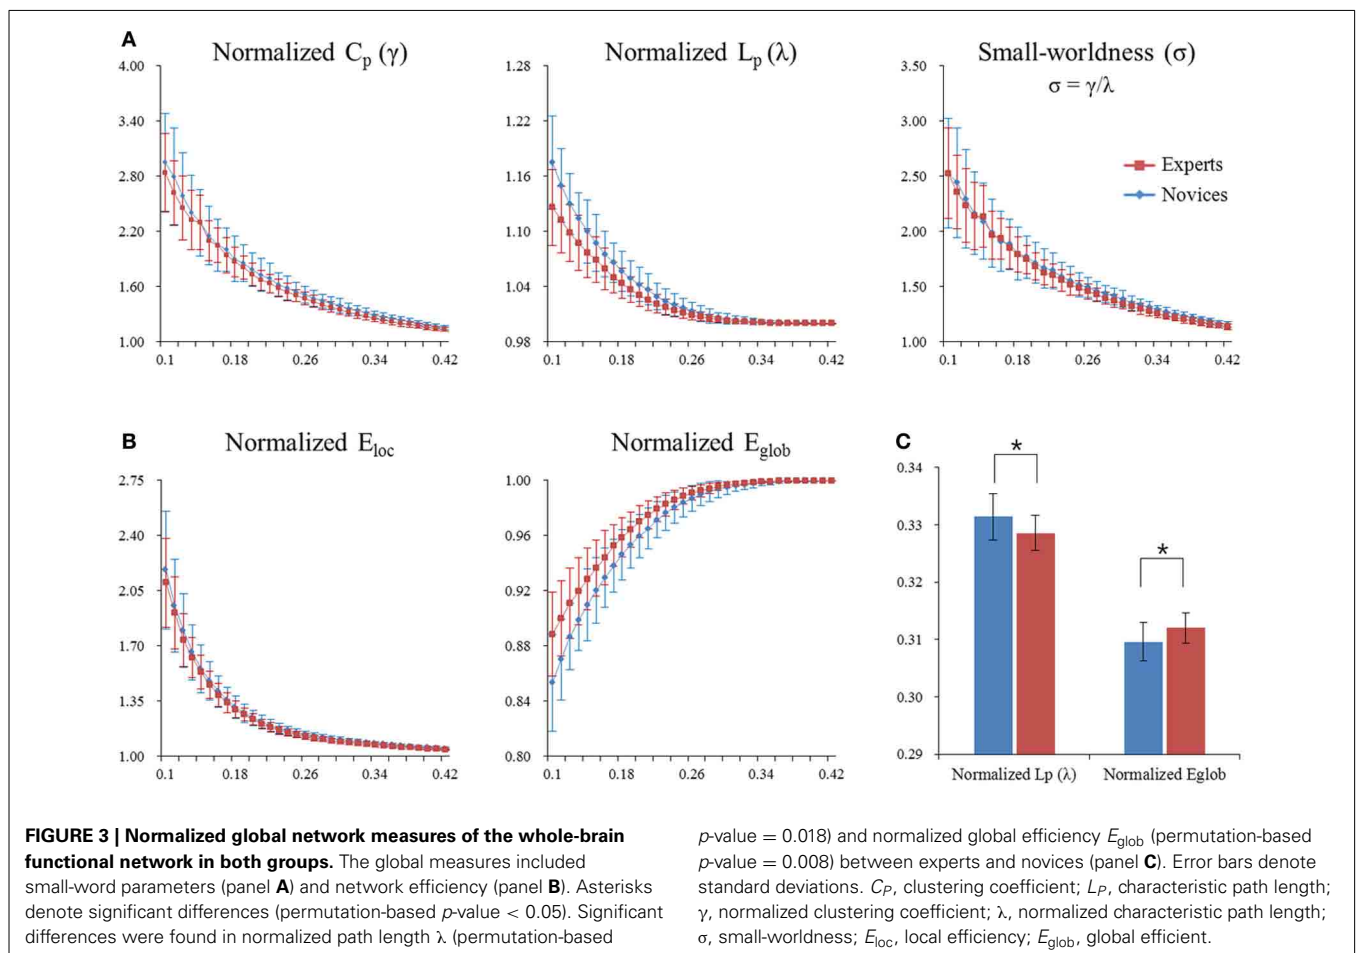 A
Normalized Cp (γ)
4.00
3.40
2.80
2.20
1.60
1.00
0.1 0.18 0.26 0.34 0.42
Normalized Lp (λ)
1.28
1.22
1.16
1.10
1.04
0.98
0.1 0.18 0.26 0.34 0.42
Small-worldness (σ)
σ = γ/λ
3.50
3.00
2.50
2.00
1.50
1.00
0.1 0.18 0.26 0.34 0.42
Experts
Novices
B
Normalized Eloc
2.75
2.40
2.05
1.70
1.35
1.00
0.1 0.18 0.26 0.34 0.42
Normalized Eglob
1.00
0.96
0.92
0.88
0.84
0.80
0.1 0.18 0.26 0.34 0.42
C
0.34
0.33
0.32
0.31
0.30
0.29
*
*
Normalized Lp (λ) Normalized Eglob
FIGURE 3 | Normalized global network measures of the whole-brain
functional network in both groups. The global measures included
small-word parameters (panel A) and network efficiency (panel B). Asterisks
denote significant differences (permutation-based p-value < 0.05). Significant
differences were found in normalized path length λ (permutation-based
p-value = 0.018) and normalized global efficiency Eglob (permutation-based
p-value = 0.008) between experts and novices (panel C). Error bars denote
standard deviations. CP, clustering coefficient; LP, characteristic path length;
γ, normalized clustering coefficient; λ, normalized characteristic path length;
σ, small-worldness; Eloc, local efficiency; Eglob, global efficient.